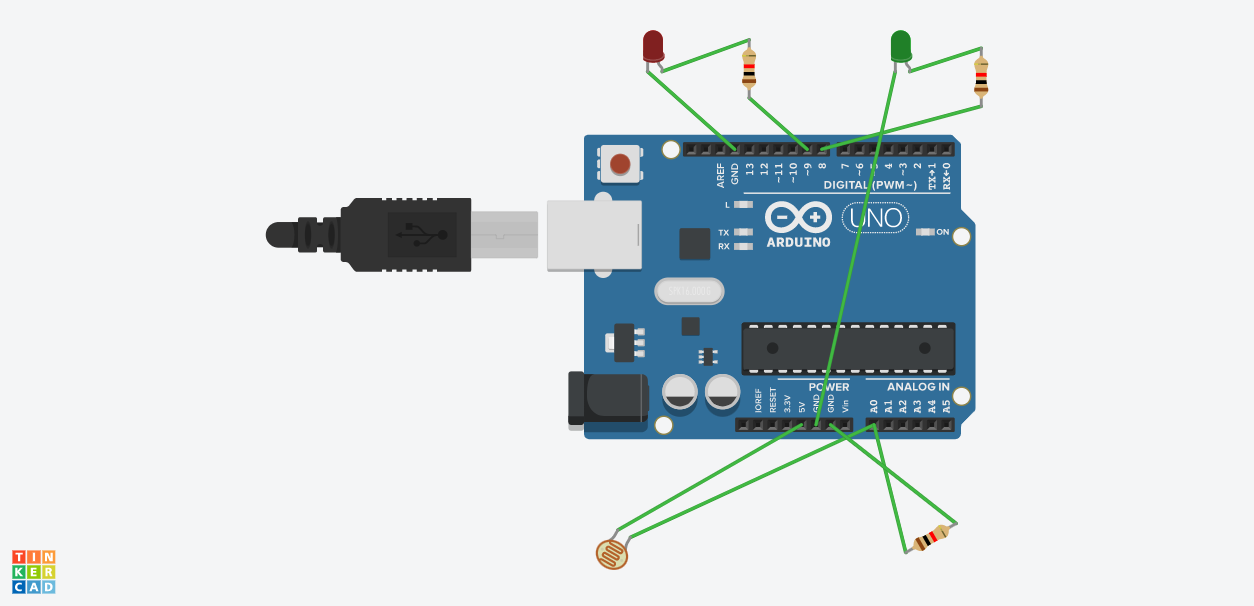 AREF
GND
13
12
~11
~10
~9
8
7
~6
5
4
~3
2
TX→1
RX←0
DIGITAL (PWM~)
L
TX
RX
ARDUINO
UNO
ON
POWER
ANALOG IN
IOREF
RESET
3.3V
5V
GND
GND
Vin
A0
A1
A2
A3
A4
A5
TIN
KER
CAD